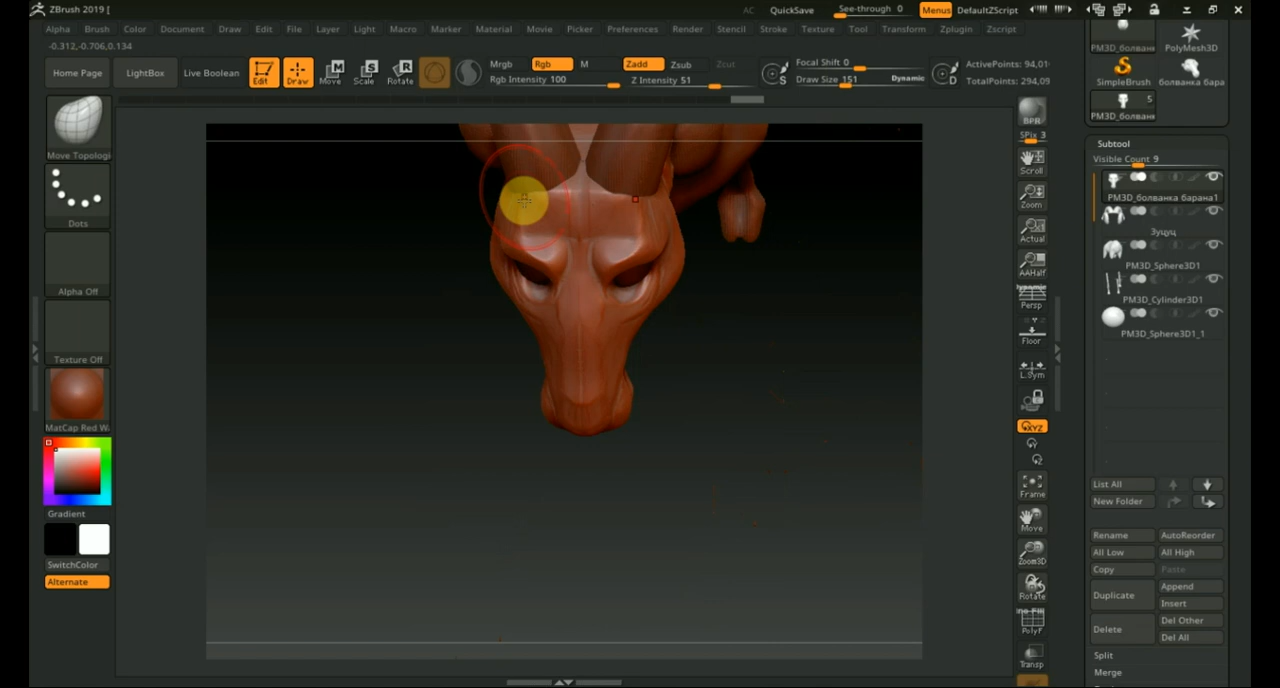 ZBrush 2019 [
AC QuickSave See-through 0 Menus DefaultZScript
Alpha Brush Color Document Draw Edit File Layer Light Macro Marker Material Movie Picker Preferences Render Stencil Stroke Texture Tool Transform Zplugin Zscript
-0.312,-0.706,0.134
Home Page LightBox Live Boolean Edit Draw Move Scale Rotate
Mrgb Rgb M Zadd Zsub Zcut
Rgb Intensity 100 Z Intensity 51
Focal Shift 0
Draw Size 151 Dynamic
S
D
ActivePoints: 94,01
TotalPoints: 294,09
Move Topologi
Dots
Alpha Off
Texture Off
MatCap Red W
Gradient
SwitchColor
Alternate
BPR
SPix 3
Scroll
Zoom
Actual
AAHalf
Dynamic
Persp
Floor
L.Sym
XYZ
Frame
Move
Zoom3D
Rotate
PolyF
Transp
PM3D_болванк PolyMesh3D
SimpleBrush болванка бара
5
PM3D_болванк
Subtool
Visible Count 9
PM3D_болванка барана1
3уцуц
PM3D_Sphere3D1
PM3D_Cylinder3D1
PM3D_Sphere3D1_1
List All
New Folder
Rename AutoReorder
All Low All High
Copy Paste
Duplicate Append
Insert
Delete Del Other
Del All
Split
Merge